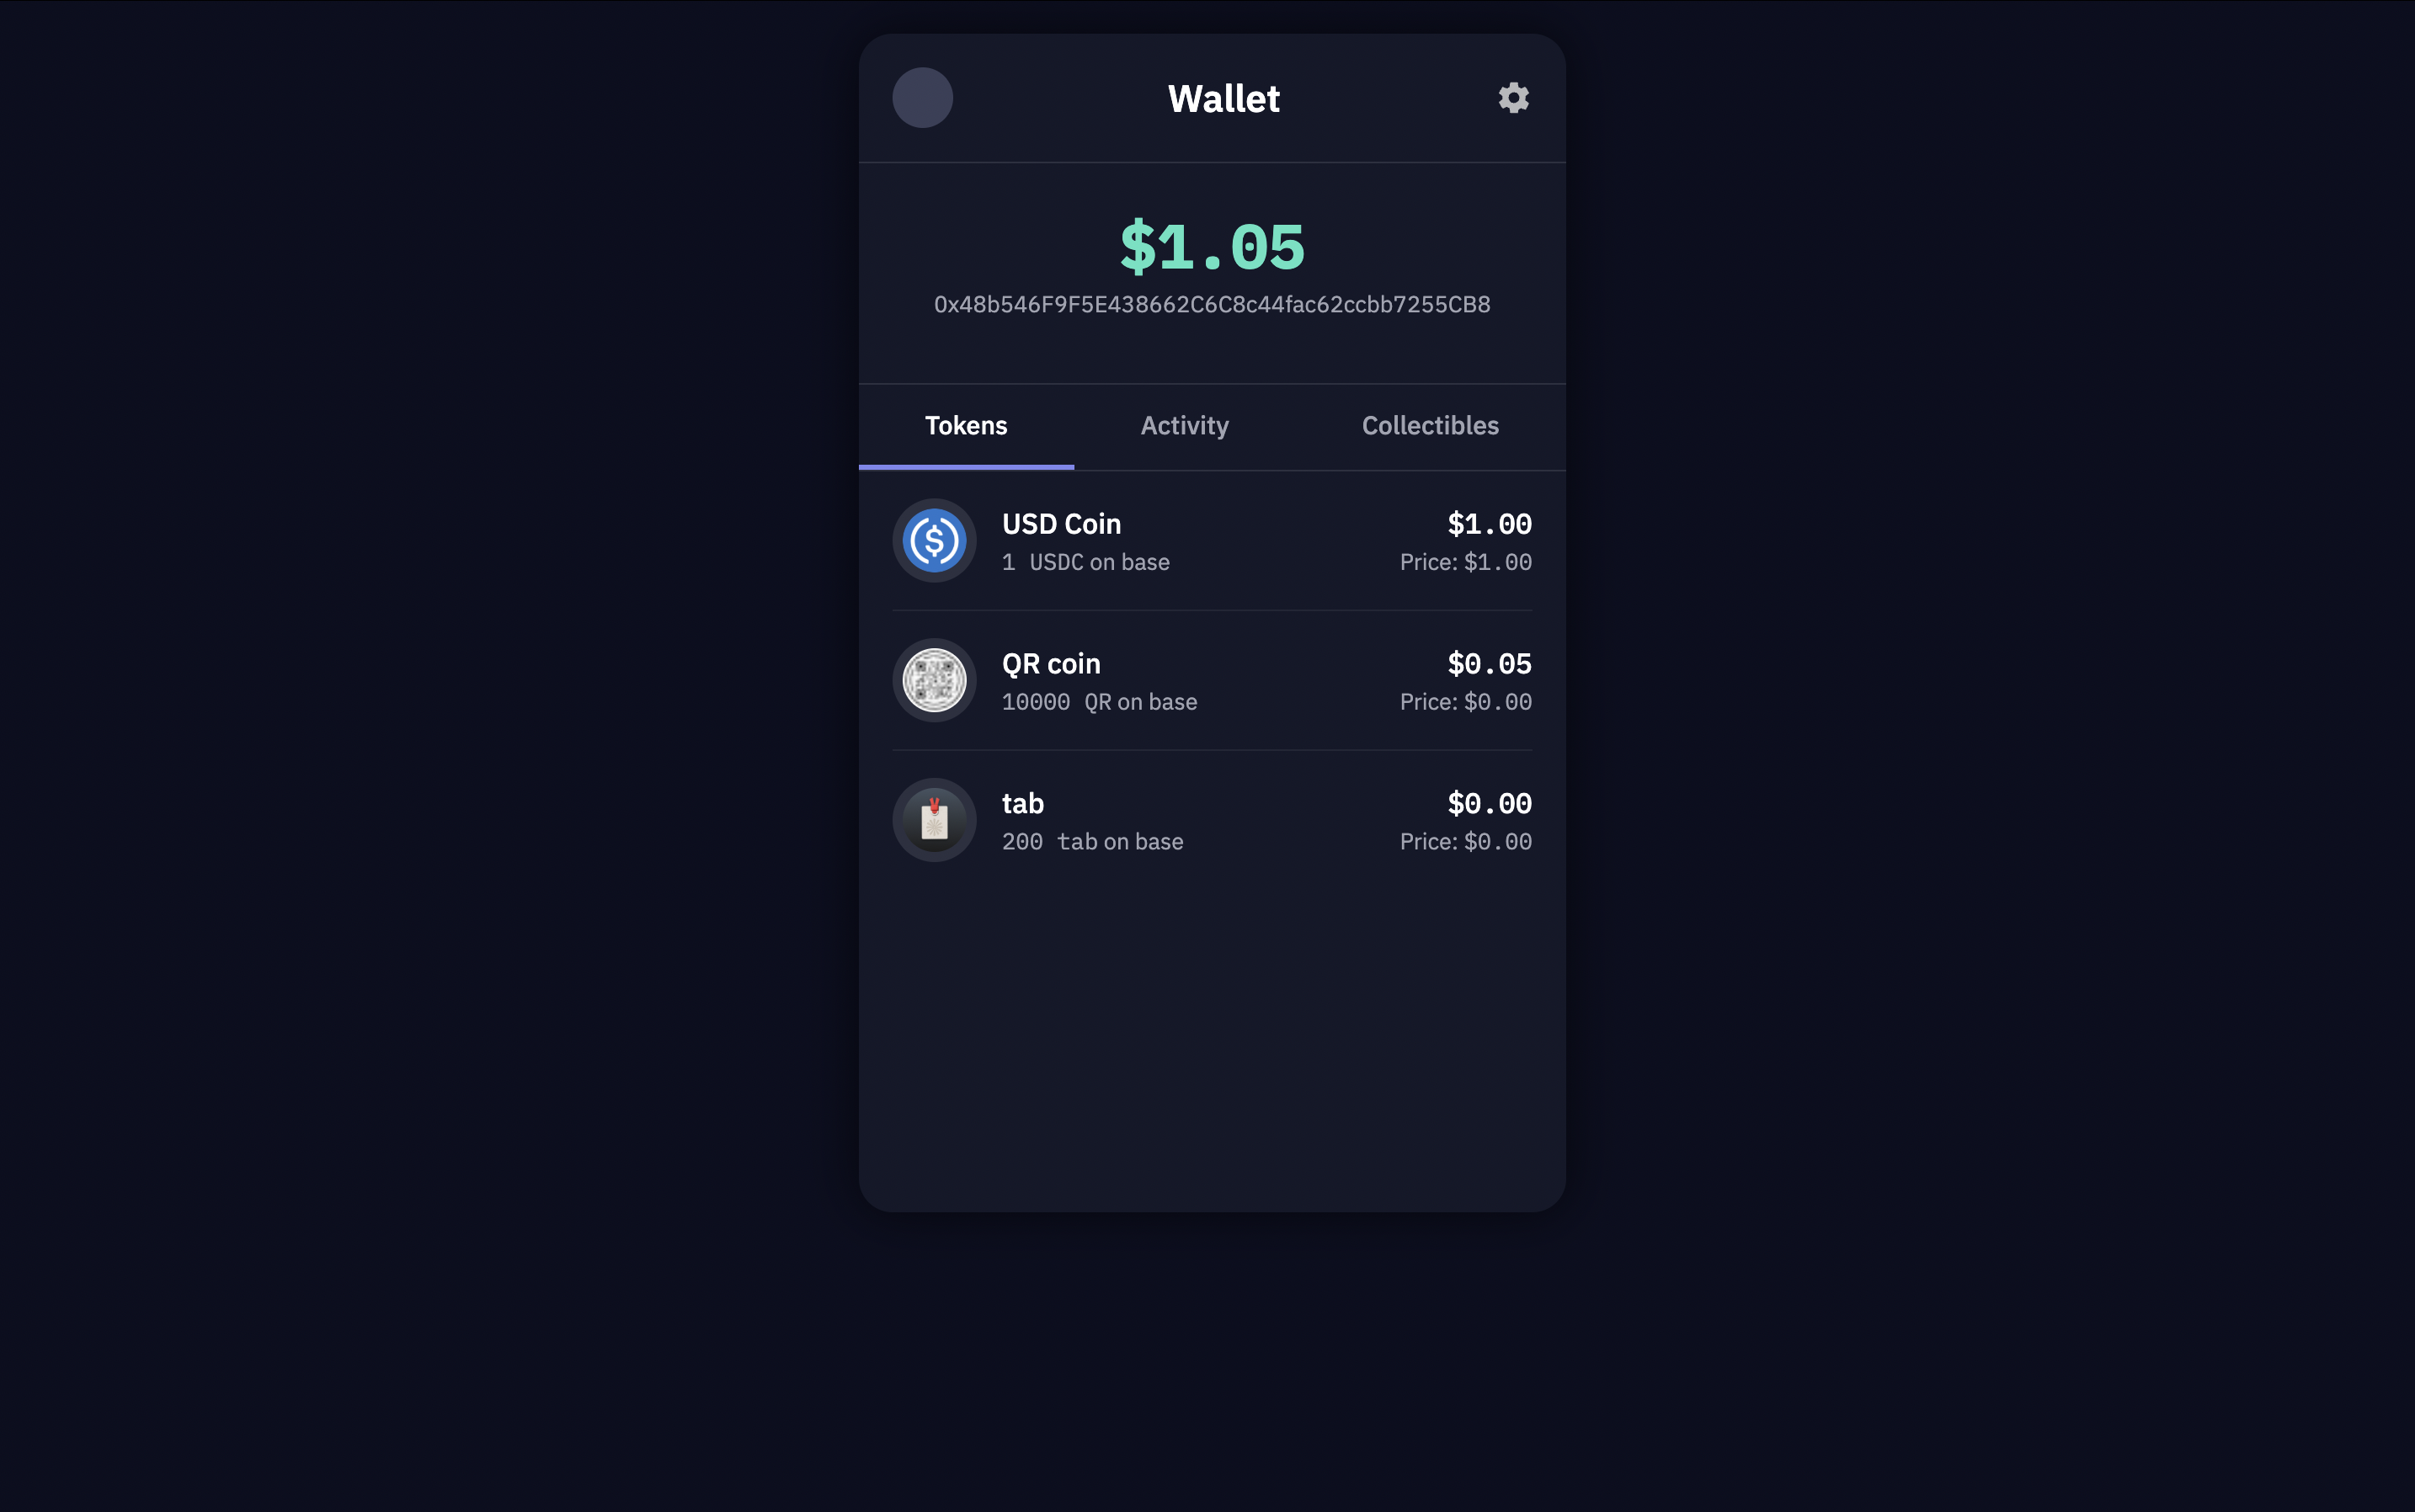 Wallet
$1.05
0x48b546F9F5E438662C6C8c44fac62ccbb7255CB8
Tokens Activity Collectibles
USD Coin $1.00
1 USDC on base Price: $1.00
QR coin $0.05
10000 QR on base Price: $0.00
tab $0.00
200 tab on base Price: $0.00